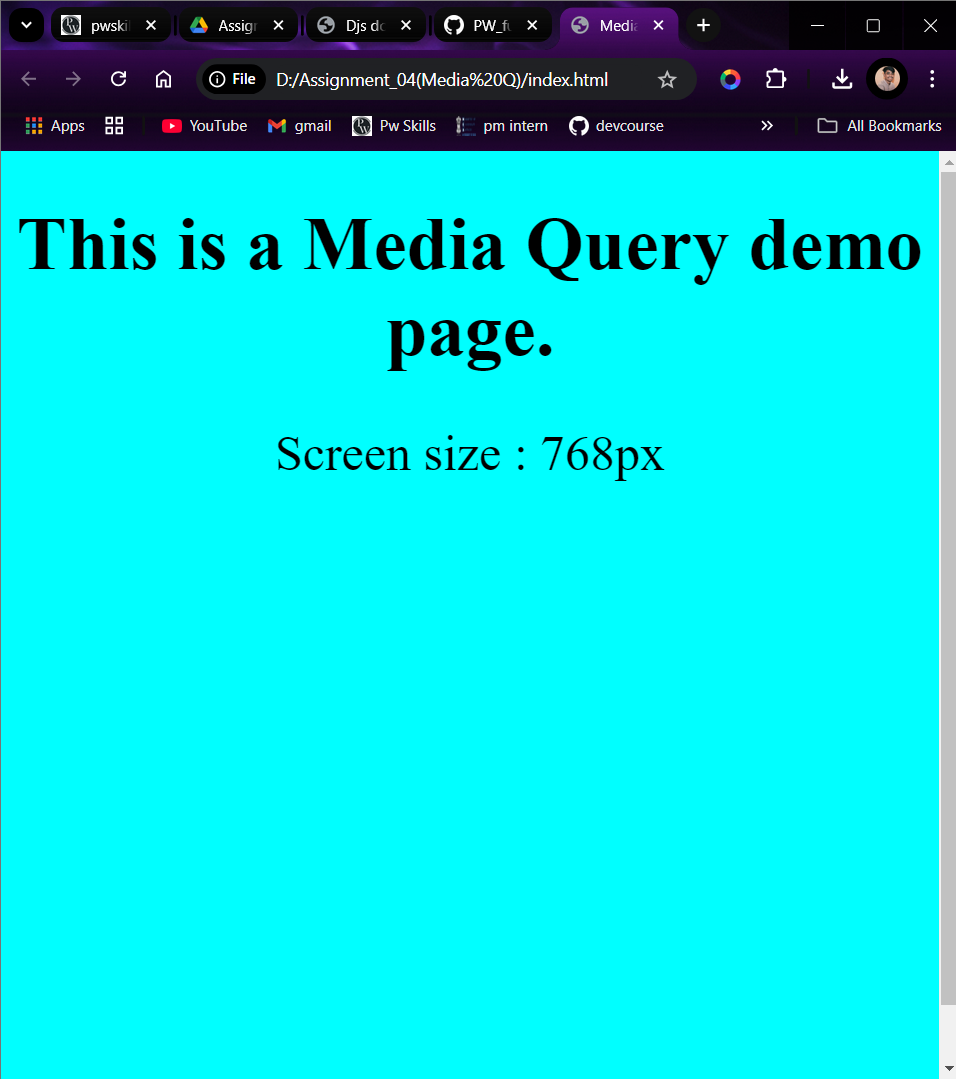 pwski
Assign
Djs do
PW_fu
Media
File D:/Assignment_04(Media%20Q)/index.html
Apps YouTube gmail Pw Skills pm intern devcourse » All Bookmarks
This is a Media Query demo
page.
Screen size : 768px